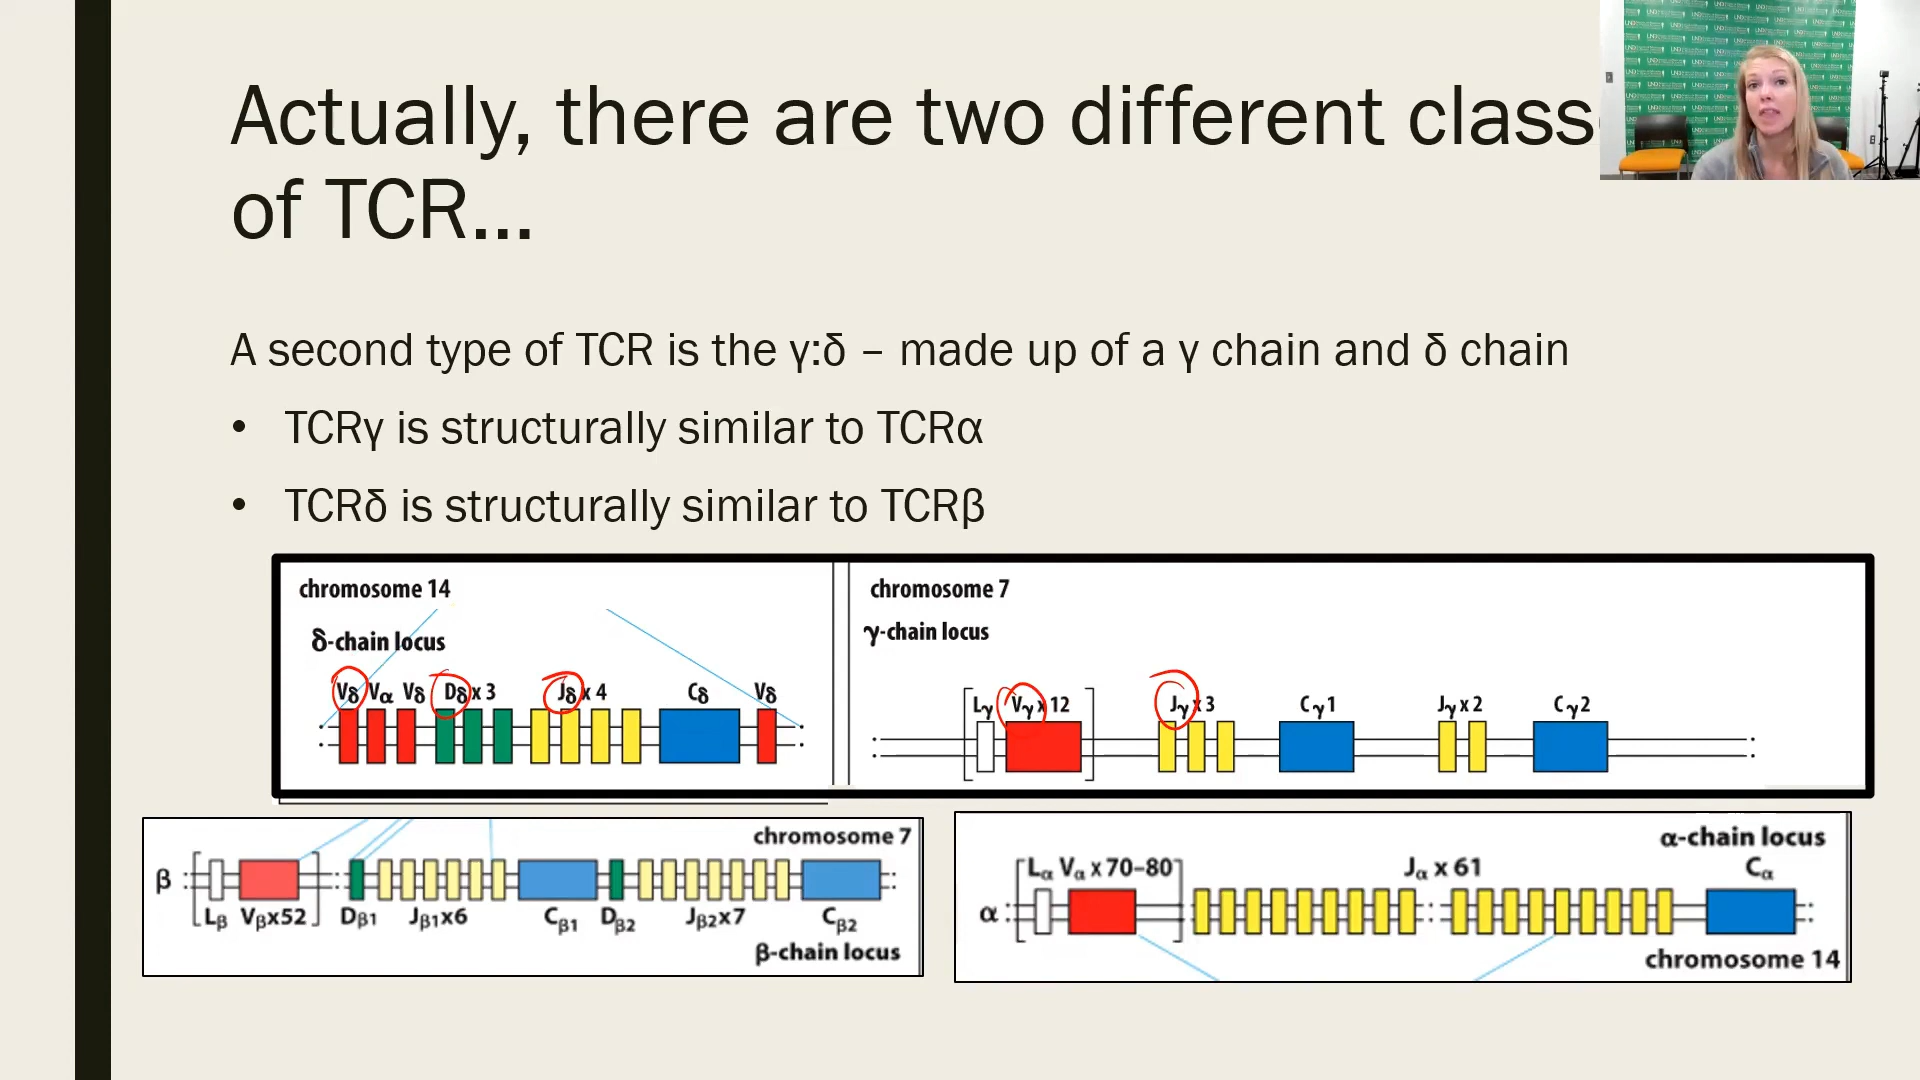 Actually, there are two different class
of TCR...
A second type of TCR is the γ:δ – made up of a γ chain and δ chain
• TCRγ is structurally similar to TCRα
• TCRδ is structurally similar to TCRβ
chromosome 14
δ-chain locus
Vδ Vα Vδ Dδ x 3 Jδ x 4 Cδ Vδ
chromosome 7
γ-chain locus
Lγ Vγ x 12 Jγ x 3 Cγ1 Jγ x 2 Cγ2
chromosome 7
β
Lβ Vβx52 Dβ1 Jβ1x6 Cβ1 Dβ2 Jβ2x7 Cβ2
β-chain locus
α-chain locus
Lα Vα x 70–80 Jα x 61 Cα
α
chromosome 14